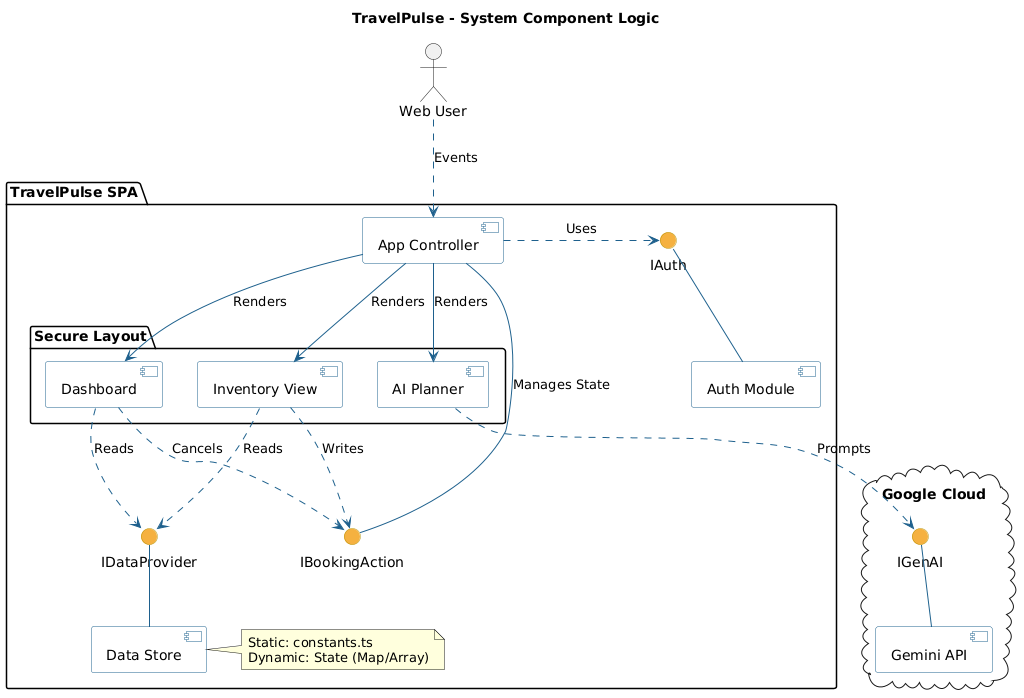 TravelPulse - System Component Logic
Web User
Events
TravelPulse SPA
App Controller
Uses
IAuth
Renders
Renders
Renders
Secure Layout
Dashboard
Inventory View
AI Planner
Manages State
Auth Module
Reads
Cancels
Reads
Writes
Prompts
Google Cloud
IDataProvider
IBookingAction
IGenAI
Data Store
Static: constants.ts
Dynamic: State (Map/Array)
Gemini API